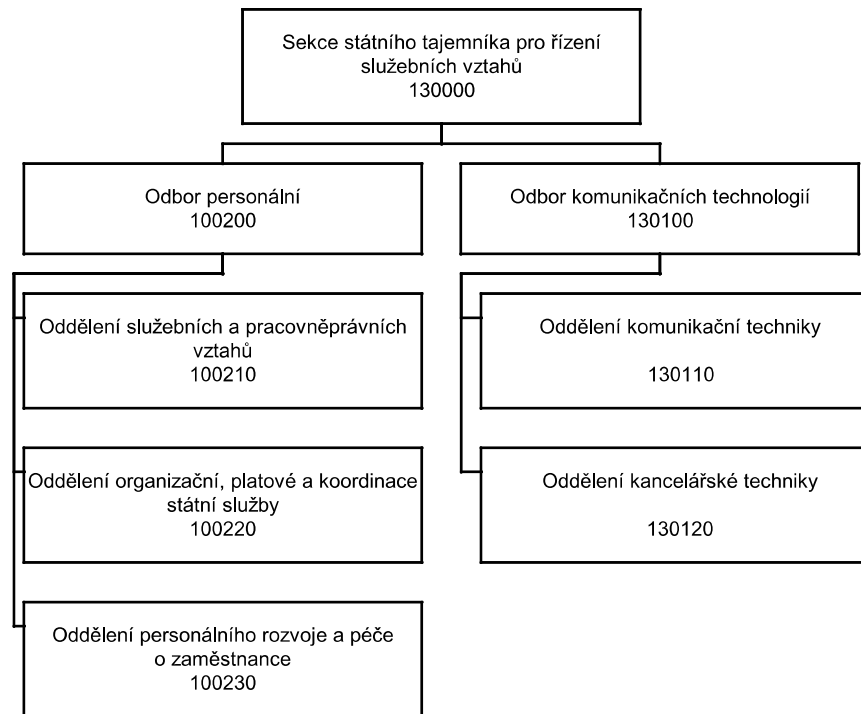 Sekce státního tajemníka pro řízení
služebních vztahů
130000
Odbor personální
100200
Odbor komunikačních technologií
130100
Oddělení služebních a pracovněprávních
vztahů
100210
Oddělení komunikační techniky
130110
Oddělení organizační, platové a koordinace
státní služby
100220
Oddělení kancelářské techniky
130120
Oddělení personálního rozvoje a péče
o zaměstnance
100230